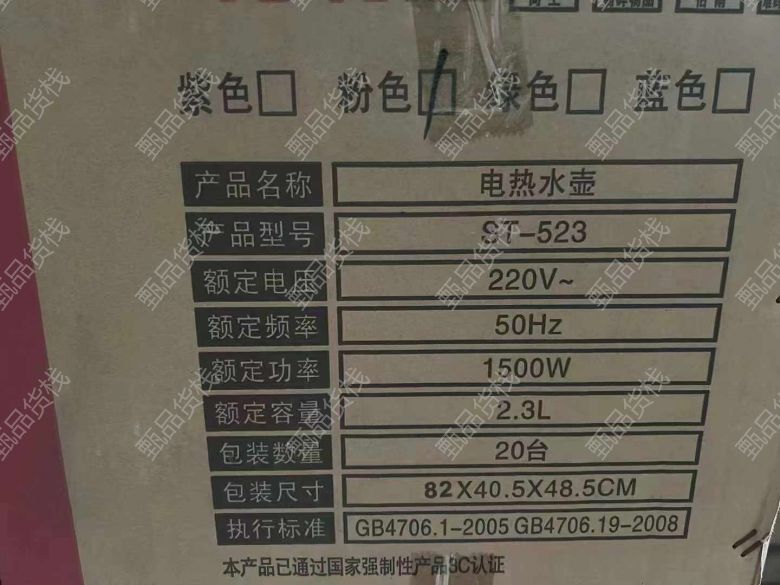 紫色□ 粉色□ 绿色□ 蓝色□
产品名称 电热水壶
产品型号 ST-523
额定电压 220V~
额定频率 50Hz
额定功率 1500W
额定容量 2.3L
包装数量 20台
包装尺寸 82X40.5X48.5CM
执行标准 GB4706.1-2005 GB4706.19-2008
本产品已通过国家强制性产品3C认证
甄品货栈